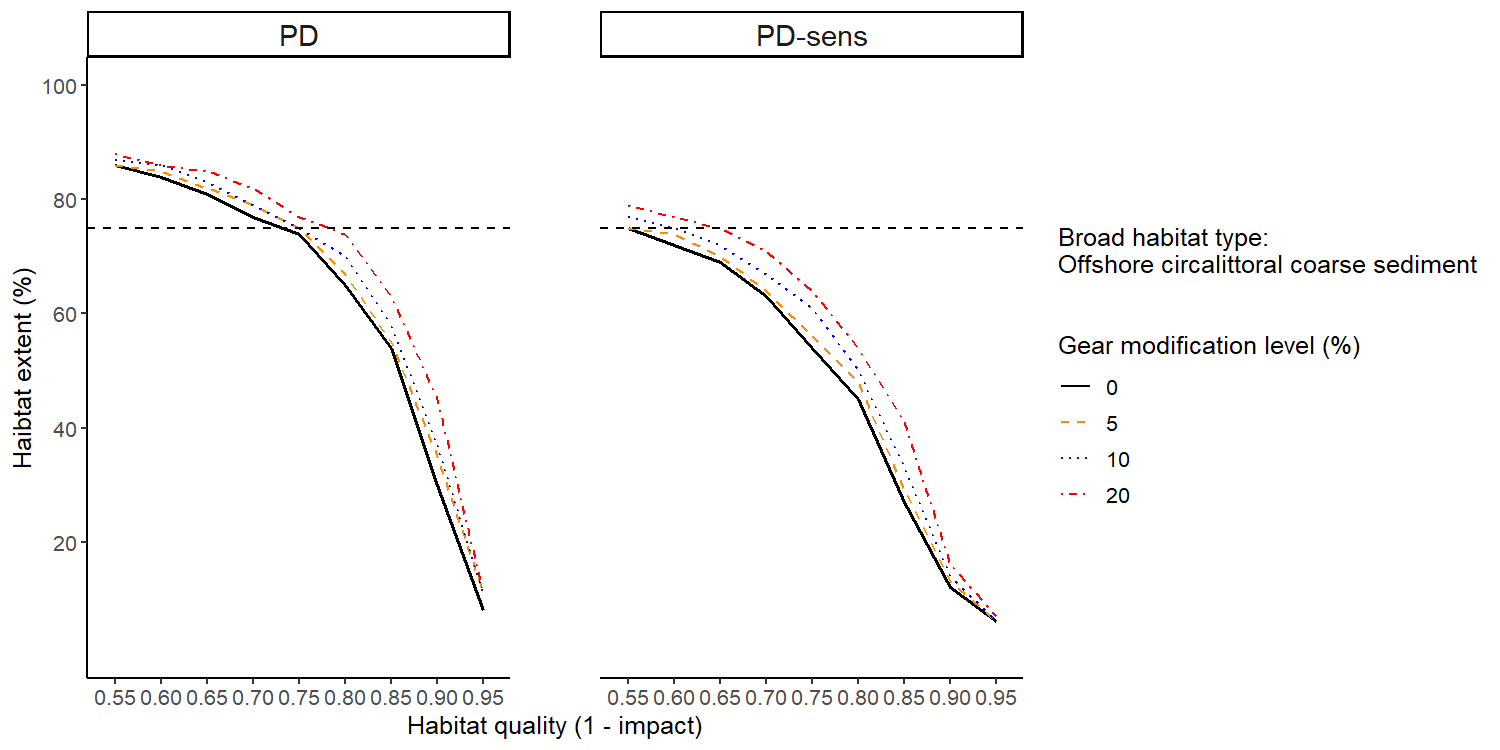 PD
PD-sens
100
80
60
40
20
Haibtat extent (%)
0.55 0.60 0.65 0.70 0.75 0.80 0.85 0.90 0.95
0.55 0.60 0.65 0.70 0.75 0.80 0.85 0.90 0.95
Habitat quality (1 - impact)
Broad habitat type:
Offshore circalittoral coarse sediment
Gear modification level (%)
0
5
10
20